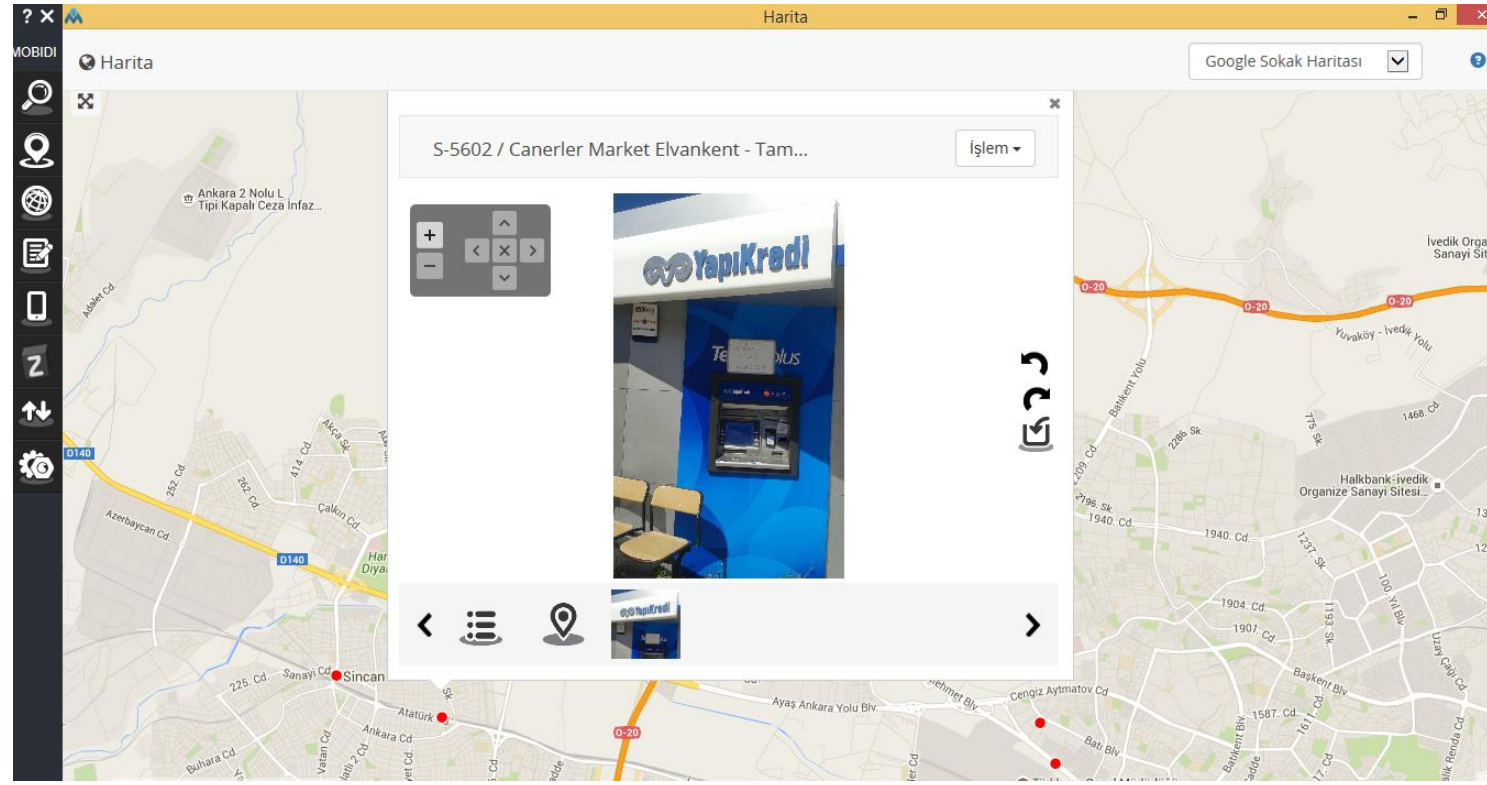 ? ×
Harita
MOBIDI
Harita
Google Sokak Haritası
S-5602 / Canerler Market Elvankent - Tam...
İşlem
YapıKredi
Ankara 2 Nolu L
Tipi Kapalı Ceza İnfaz...
Adalet Cd.
D140
Akça Sk.
414. Cd.
252. Cd.
262. Cd.
Çalkın Cd.
Azerbaycan Cd.
D140
225. Cd.
Sanayi Cd
Sincan
Atatürk
Sk.
Ankara Cd
Buhara Cd
Vatan Cd
O-20
Ayaş Ankara Yolu Blv.
Cengiz Aytmatov Cd
Batı Blv
İvedik Orga
Sanayi Sit
O-20
O-20
O-20
Yuvaköy - İvedik Yolu
Batıkent Yolu
2286. Sk.
775. Sk.
1468. Cd.
Halkbank-ivedik
Organize Sanayi Sitesi...
2196. Sk.
1940. Cd.
1940. Cd.
1237. Sk.
100. Yıl Blv
1904. Cd.
1901. Cd.
1193. Sk.
Uzay Çağı Cd.
Başkent Blv
1587. Cd.
Batıkent Blv.